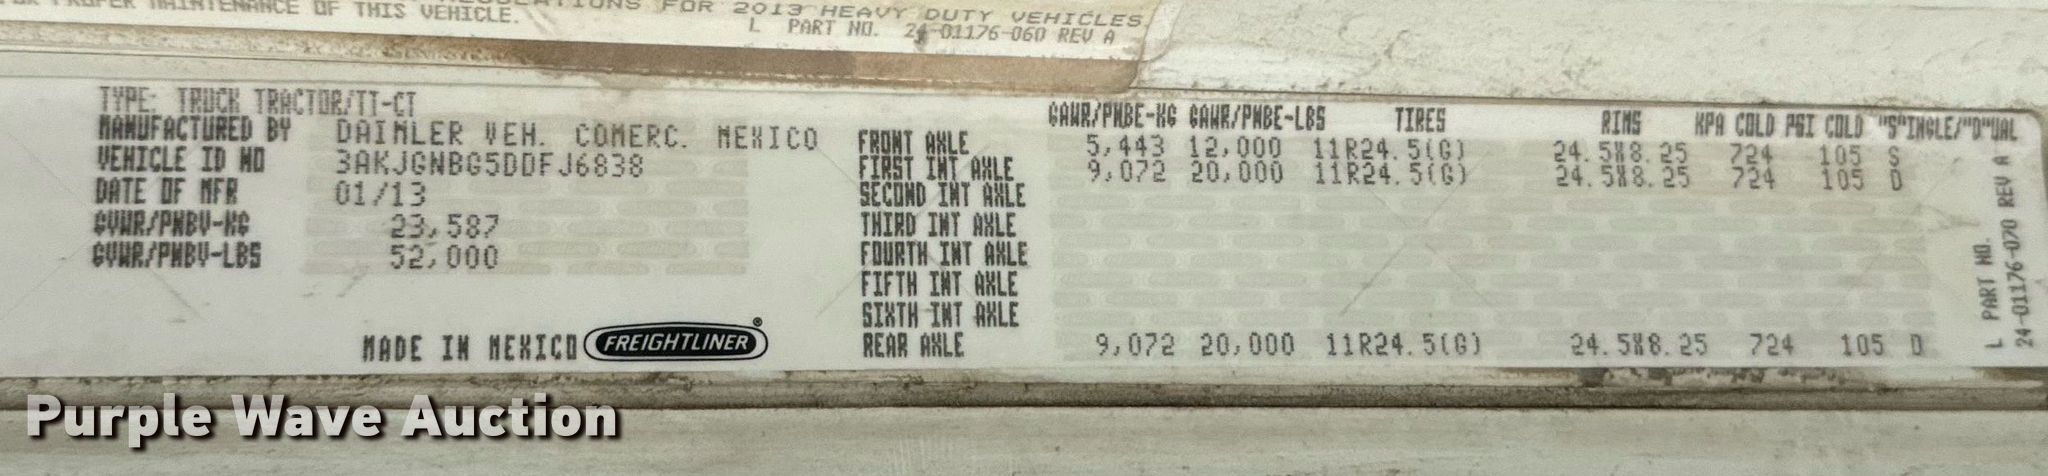 REGULATIONS FOR 2013 HEAVY DUTY VEHICLES.
FOR PROPER MAINTENANCE OF THIS VEHICLE.
L PART NO. 24-01176-060 REV A
TYPE: TRUCK TRACTOR/TT-CT
MANUFACTURED BY DAIMLER VEH. COMERC. MEXICO
VEHICLE ID NO 3AKJGNBG5DDFJ6838
DATE OF MFR 01/13
GVWR/PNBV-KG 23,587
GVWR/PNBV-LBS 52,000
MADE IN MEXICO FREIGHTLINER®
GAWR/PNBE-KG GAWR/PNBE-LBS TIRES RIMS KPA COLD PSI COLD "S"INGLE/"D"UAL
FRONT AXLE 5,443 12,000 11R24.5(G) 24.5X8.25 724 105 S
FIRST INT AXLE 9,072 20,000 11R24.5(G) 24.5X8.25 724 105 D
SECOND INT AXLE
THIRD INT AXLE
FOURTH INT AXLE
FIFTH INT AXLE
SIXTH INT AXLE
REAR AXLE 9,072 20,000 11R24.5(G) 24.5X8.25 724 105 D
L PART NO.
24-01176-070 REV A
Purple Wave Auction